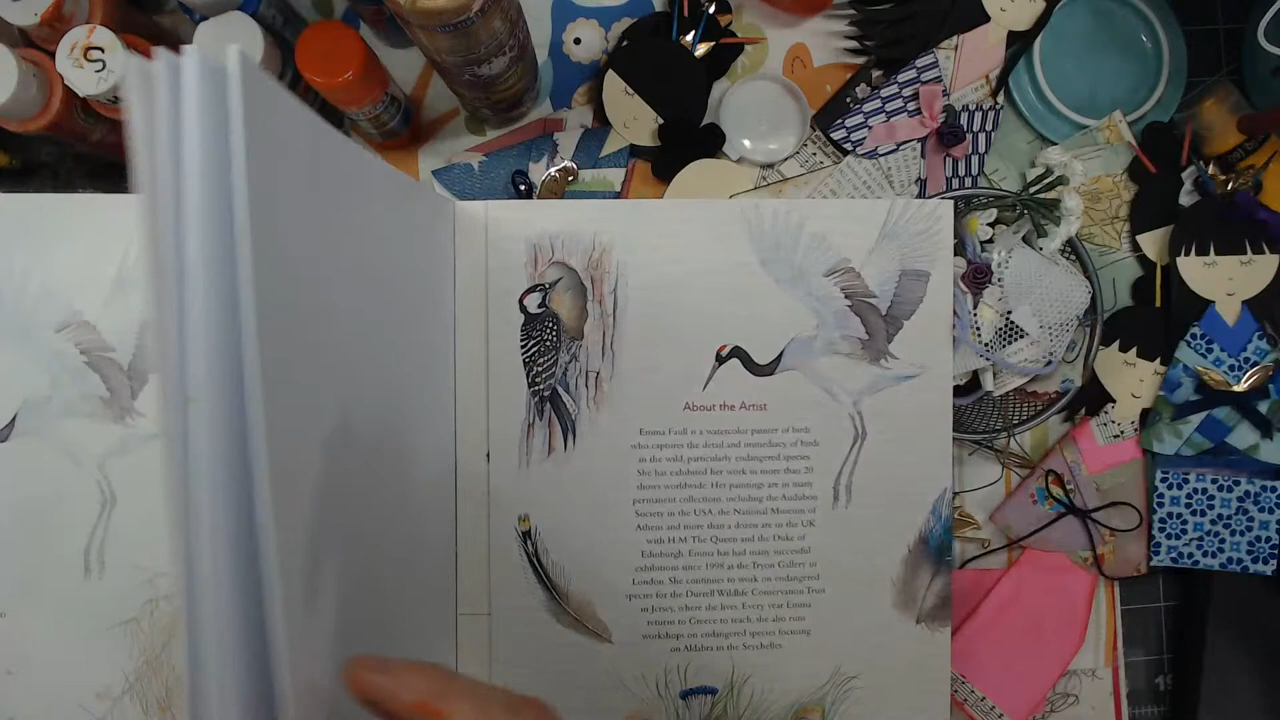 S
About the Artist
Emma Faull is a watercolor painter of birds
who captures the detail and immediacy of birds
in the wild, particularly endangered species
She has exhibited her work in more than 20
shows worldwide. Her paintings are in many
permanent collections, including the Audubon
Society in the USA, the National Museum of
Athens and more than a dozen are in the UK
with H M The Queen and the Duke of
Edinburgh. Emma has had many successful
exhibitions since 1998 at the Tryon Gallery in
London. She continues to work on endangered
species for the Durrell Wildlife Conservation Trust
in Jersey, where she lives. Every year Emma
returns to Greece to teach, she also runs
workshops on endangered species focusing
on Aldabra in the Seychelles.